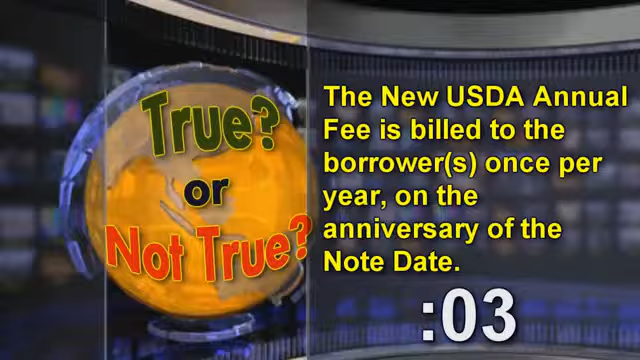 True?
or
Not True?
The New USDA Annual
Fee is billed to the
borrower(s) once per
year, on the
anniversary of the
Note Date.
:03